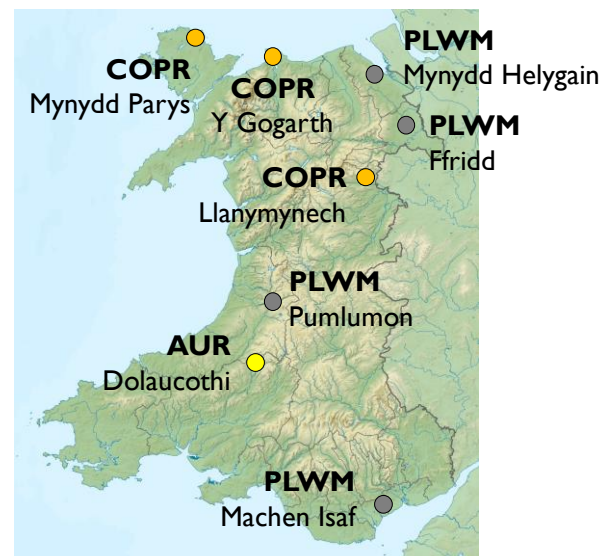 COPR
Mynydd Parys
COPR
Y Gogarth
PLWM
Mynydd Helygain
PLWM
Ffridd
COPR
Llanymynech
PLWM
Pumlumon
AUR
Dolaucothi
PLWM
Machen Isaf